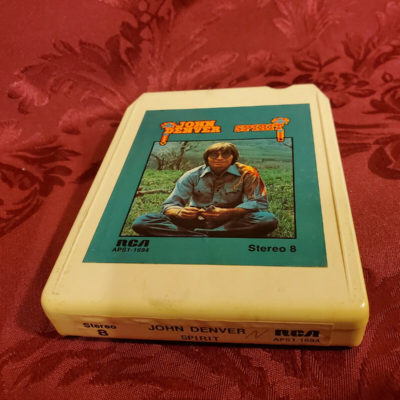 JOHN
DENVER
SPIRIT
RCA
APS1-1694
Stereo 8
Stereo
8
JOHN DENVER
SPIRIT
RCA
APS1-1694